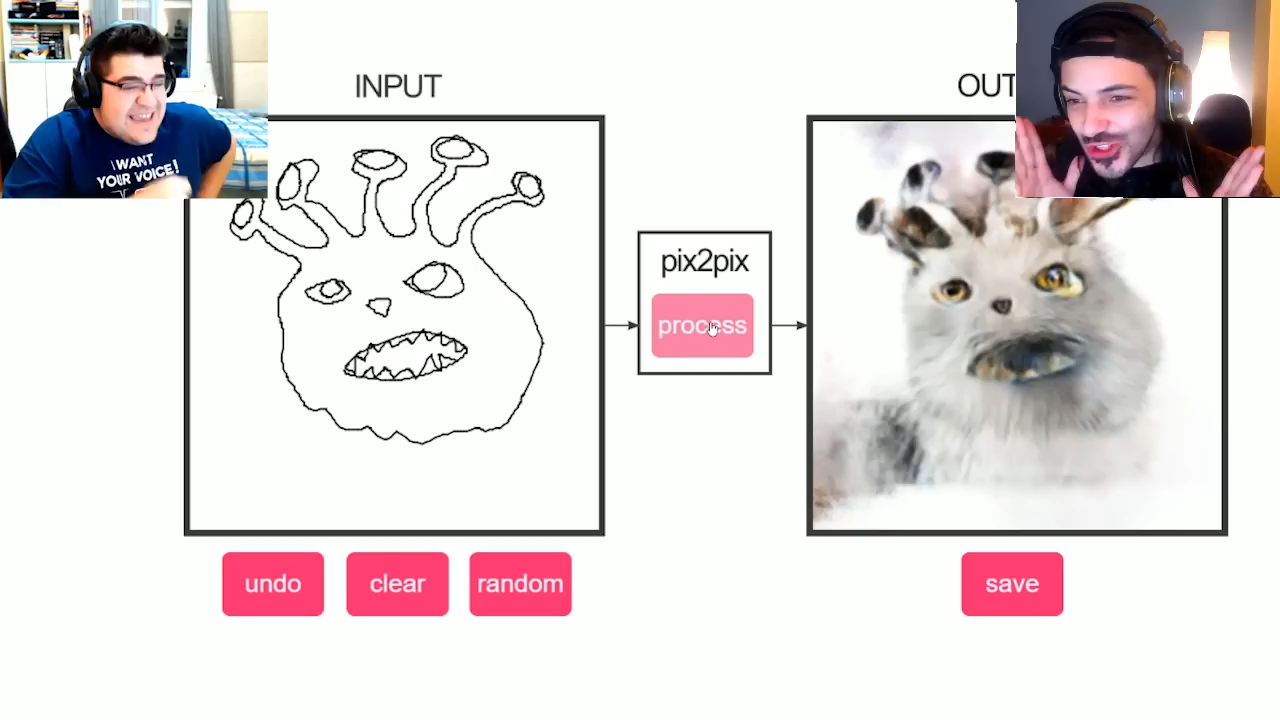 I WANT
YOUR VOICE!
INPUT
OUT
pix2pix
process
undo
clear
random
save